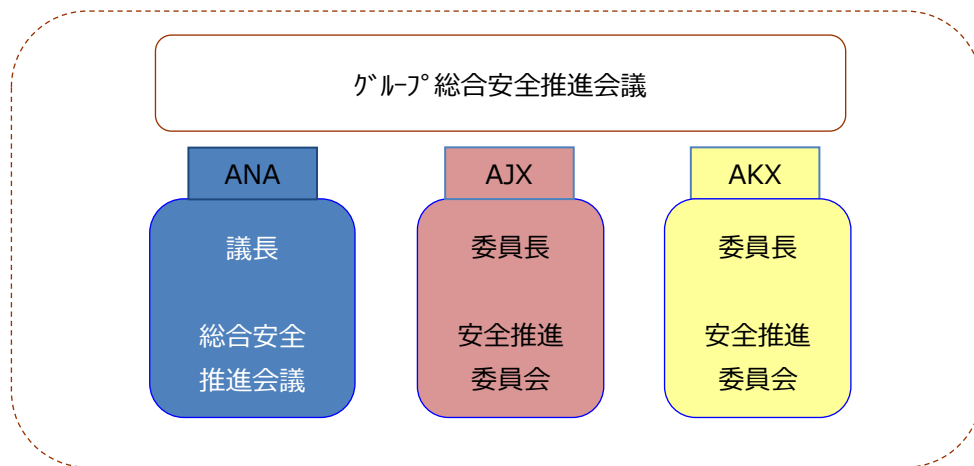 ｸﾞﾙｰﾌﾟ総合安全推進会議
ANA
AJX
AKX
議長
総合安全
推進会議
委員長
安全推進
委員会
委員長
安全推進
委員会